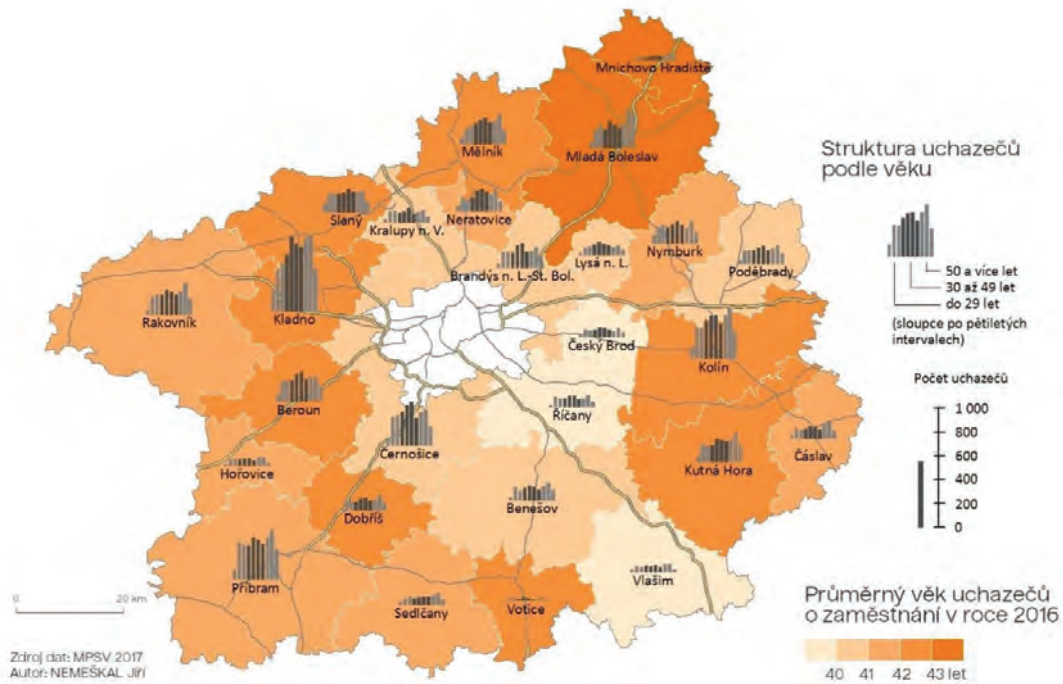 Mnichovo Hradiště
Mělník
Mladá Boleslav
Slaný
Kralupy n. V.
Neratovice
Brandýs n. L.-St. Bol.
Lysá n. L.
Nymburk
Poděbrady
Rakovník
Kladno
Český Brod
Kolín
Beroun
Říčany
Černošice
Hořovice
Kutná Hora
Čáslav
Dobříš
Benešov
Příbram
Sedlčany
Votice
Vlašim
Struktura uchazečů
podle věku
50 a více let
30 až 49 let
do 29 let
(sloupce po pětiletých
intervalech)
Počet uchazečů
1 000
800
600
400
200
0
Průměrný věk uchazečů
o zaměstnání v roce 2016
40 41 42 43 let
0 20 km
Zdroj dat: MPSV 2017
Autor: NEMEŠKAL Jiří